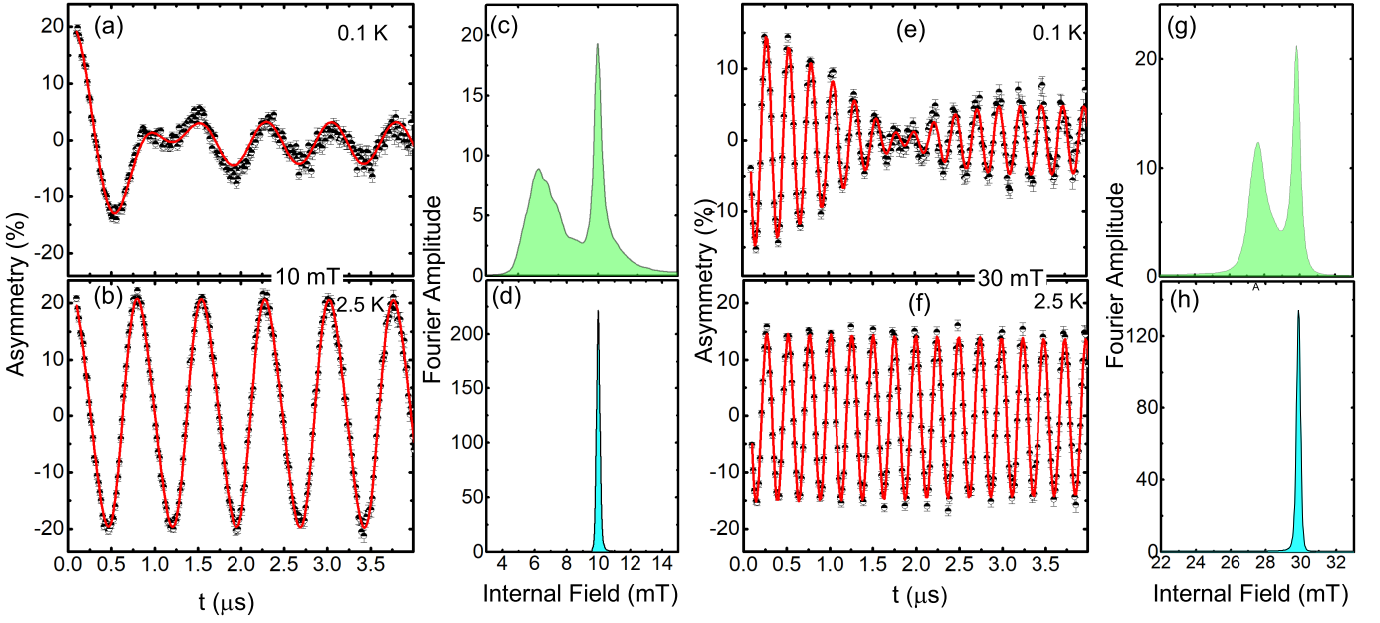 (a)
0.1 K
20
10
0
-10
-20
(b)
10 mT
2.5 K
20
10
0
-10
-20
0.0 0.5 1.0 1.5 2.0 2.5 3.0 3.5
t (μs)
Asymmetry (%)
(c)
20
15
10
5
0
(d)
200
150
100
50
0
4 6 8 10 12 14
Internal Field (mT)
Fourier Amplitude
(e)
0.1 K
10
0
10
(f)
30 mT
2.5 K
20
10
0
-10
-20
0.0 0.5 1.0 1.5 2.0 2.5 3.0 3.5
t (μs)
Asymmetry (%)
(g)
20
10
0
A
(h)
120
80
40
0
22 24 26 28 30 32
Internal Field (mT)
Fourier Amplitude